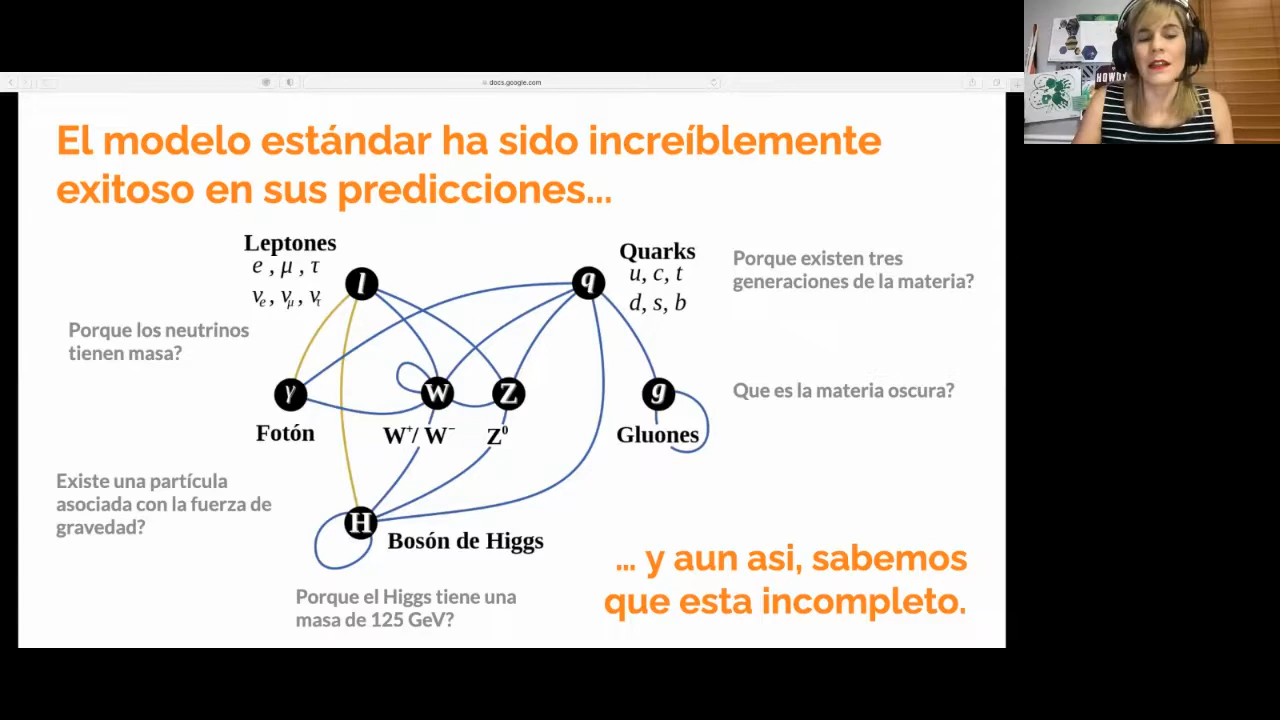 docs.google.com
HOWDY
El modelo estándar ha sido increíblemente
exitoso en sus predicciones...
Leptones
e , μ , τ
νe, νμ, ντ
l
Quarks
u, c, t
d, s, b
q
Porque existen tres
generaciones de la materia?
Porque los neutrinos
tienen masa?
γ
W
Z
g
Que es la materia oscura?
Fotón
W+/ W−
Z0
Gluones
Existe una partícula
asociada con la fuerza de
gravedad?
H
Bosón de Higgs
... y aun asi, sabemos
que esta incompleto.
Porque el Higgs tiene una
masa de 125 GeV?